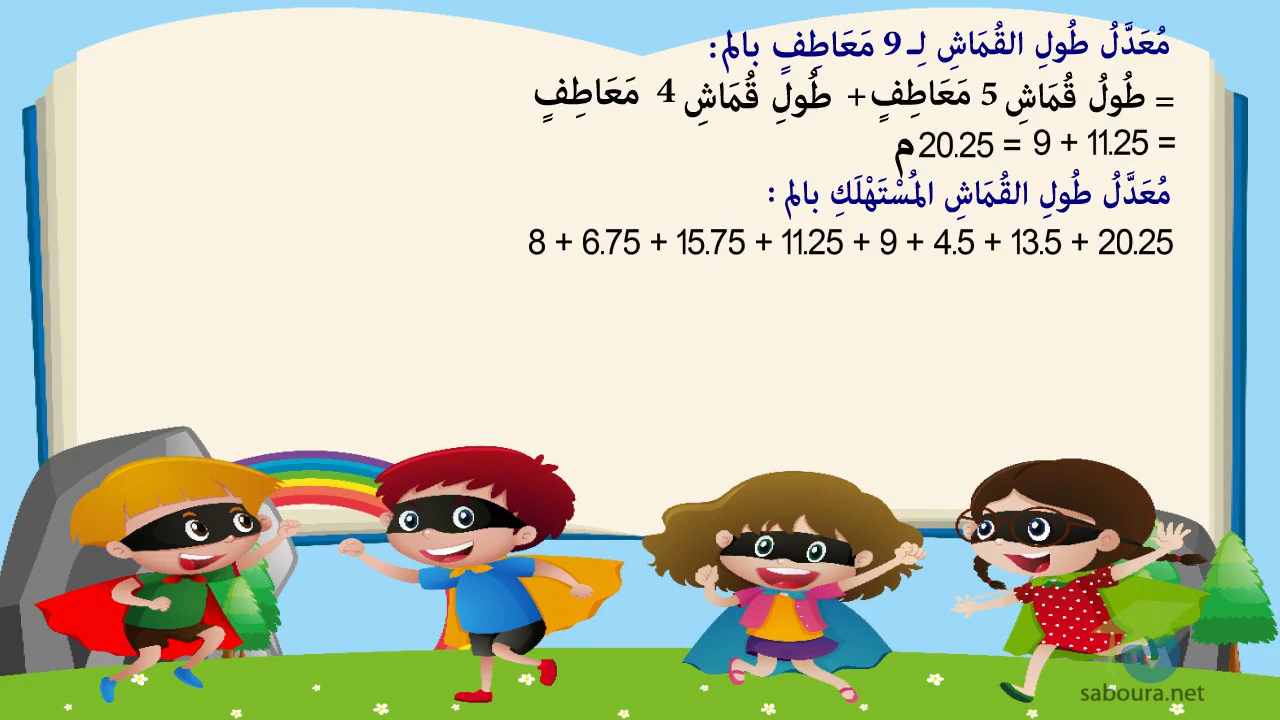 مُعَدَّلُ طُولِ القُمَاشِ لِـ 9 مَعَاطِفٍ بالم:
= طُولُ قُمَاشِ 5 مَعَاطِفٍ + طُولِ قُمَاشِ 4 مَعَاطِفٍ
= 11.25 + 9 = 20.25 م
مُعَدَّلُ طُولِ القُمَاشِ المُسْتَهْلَكِ بالم :
8 + 6.75 + 15.75 + 11.25 + 9 + 4.5 + 13.5 + 20.25
saboura.net